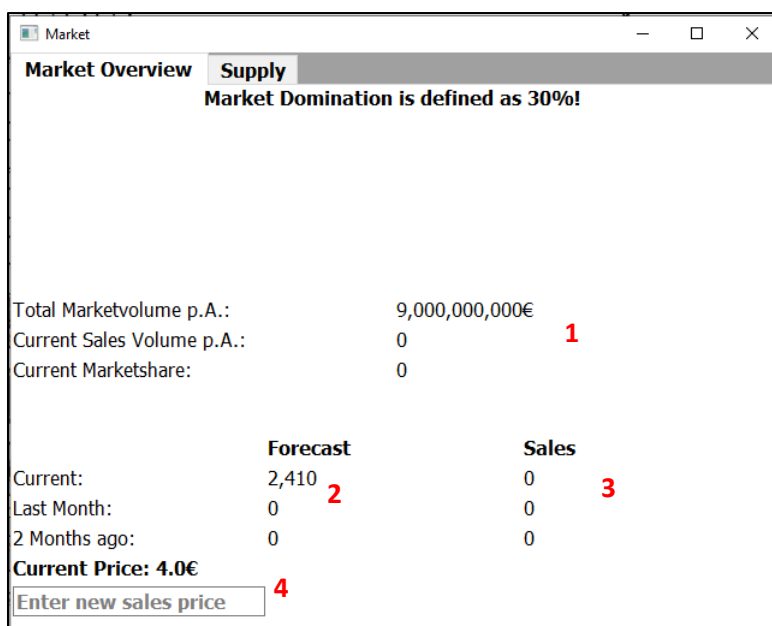 Market
Market Overview Supply
Market Domination is defined as 30%!
Total Marketvolume p.A.: 9,000,000,000€
Current Sales Volume p.A.: 0 1
Current Marketshare: 0
Forecast Sales
Current: 2,410 2 0 3
Last Month: 0 0
2 Months ago: 0 0
Current Price: 4.0€
Enter new sales price 4